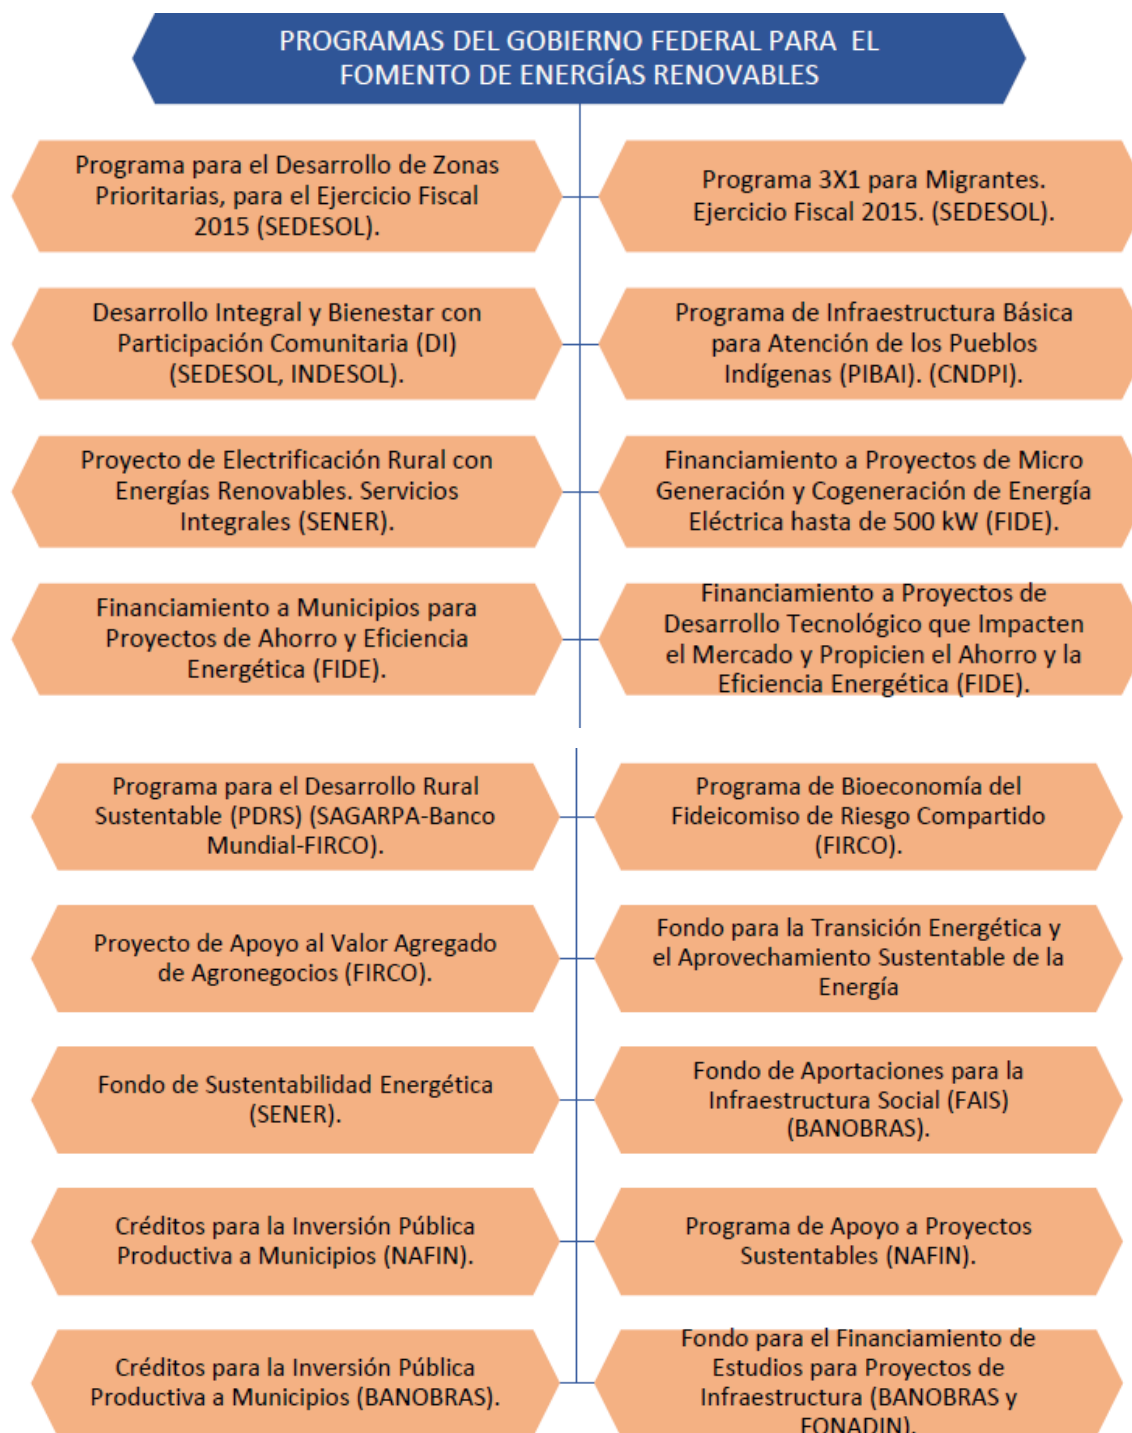 PROGRAMAS DEL GOBIERNO FEDERAL PARA EL
FOMENTO DE ENERGÍAS RENOVABLES
Programa para el Desarrollo de Zonas
Prioritarias, para el Ejercicio Fiscal
2015 (SEDESOL).
Programa 3X1 para Migrantes.
Ejercicio Fiscal 2015. (SEDESOL).
Desarrollo Integral y Bienestar con
Participación Comunitaria (DI)
(SEDESOL, INDESOL).
Programa de Infraestructura Básica
para Atención de los Pueblos
Indígenas (PIBAI). (CNDPI).
Proyecto de Electrificación Rural con
Energías Renovables. Servicios
Integrales (SENER).
Financiamiento a Proyectos de Micro
Generación y Cogeneración de Energía
Eléctrica hasta de 500 kW (FIDE).
Financiamiento a Municipios para
Proyectos de Ahorro y Eficiencia
Energética (FIDE).
Financiamiento a Proyectos de
Desarrollo Tecnológico que Impacten
el Mercado y Propicien el Ahorro y la
Eficiencia Energética (FIDE).
Programa para el Desarrollo Rural
Sustentable (PDRS) (SAGARPA-Banco
Mundial-FIRCO).
Programa de Bioeconomía del
Fideicomiso de Riesgo Compartido
(FIRCO).
Proyecto de Apoyo al Valor Agregado
de Agronegocios (FIRCO).
Fondo para la Transición Energética y
el Aprovechamiento Sustentable de la
Energía
Fondo de Sustentabilidad Energética
(SENER).
Fondo de Aportaciones para la
Infraestructura Social (FAIS)
(BANOBRAS).
Créditos para la Inversión Pública
Productiva a Municipios (NAFIN).
Programa de Apoyo a Proyectos
Sustentables (NAFIN).
Créditos para la Inversión Pública
Productiva a Municipios (BANOBRAS).
Fondo para el Financiamiento de
Estudios para Proyectos de
Infraestructura (BANOBRAS y
FONADIN).